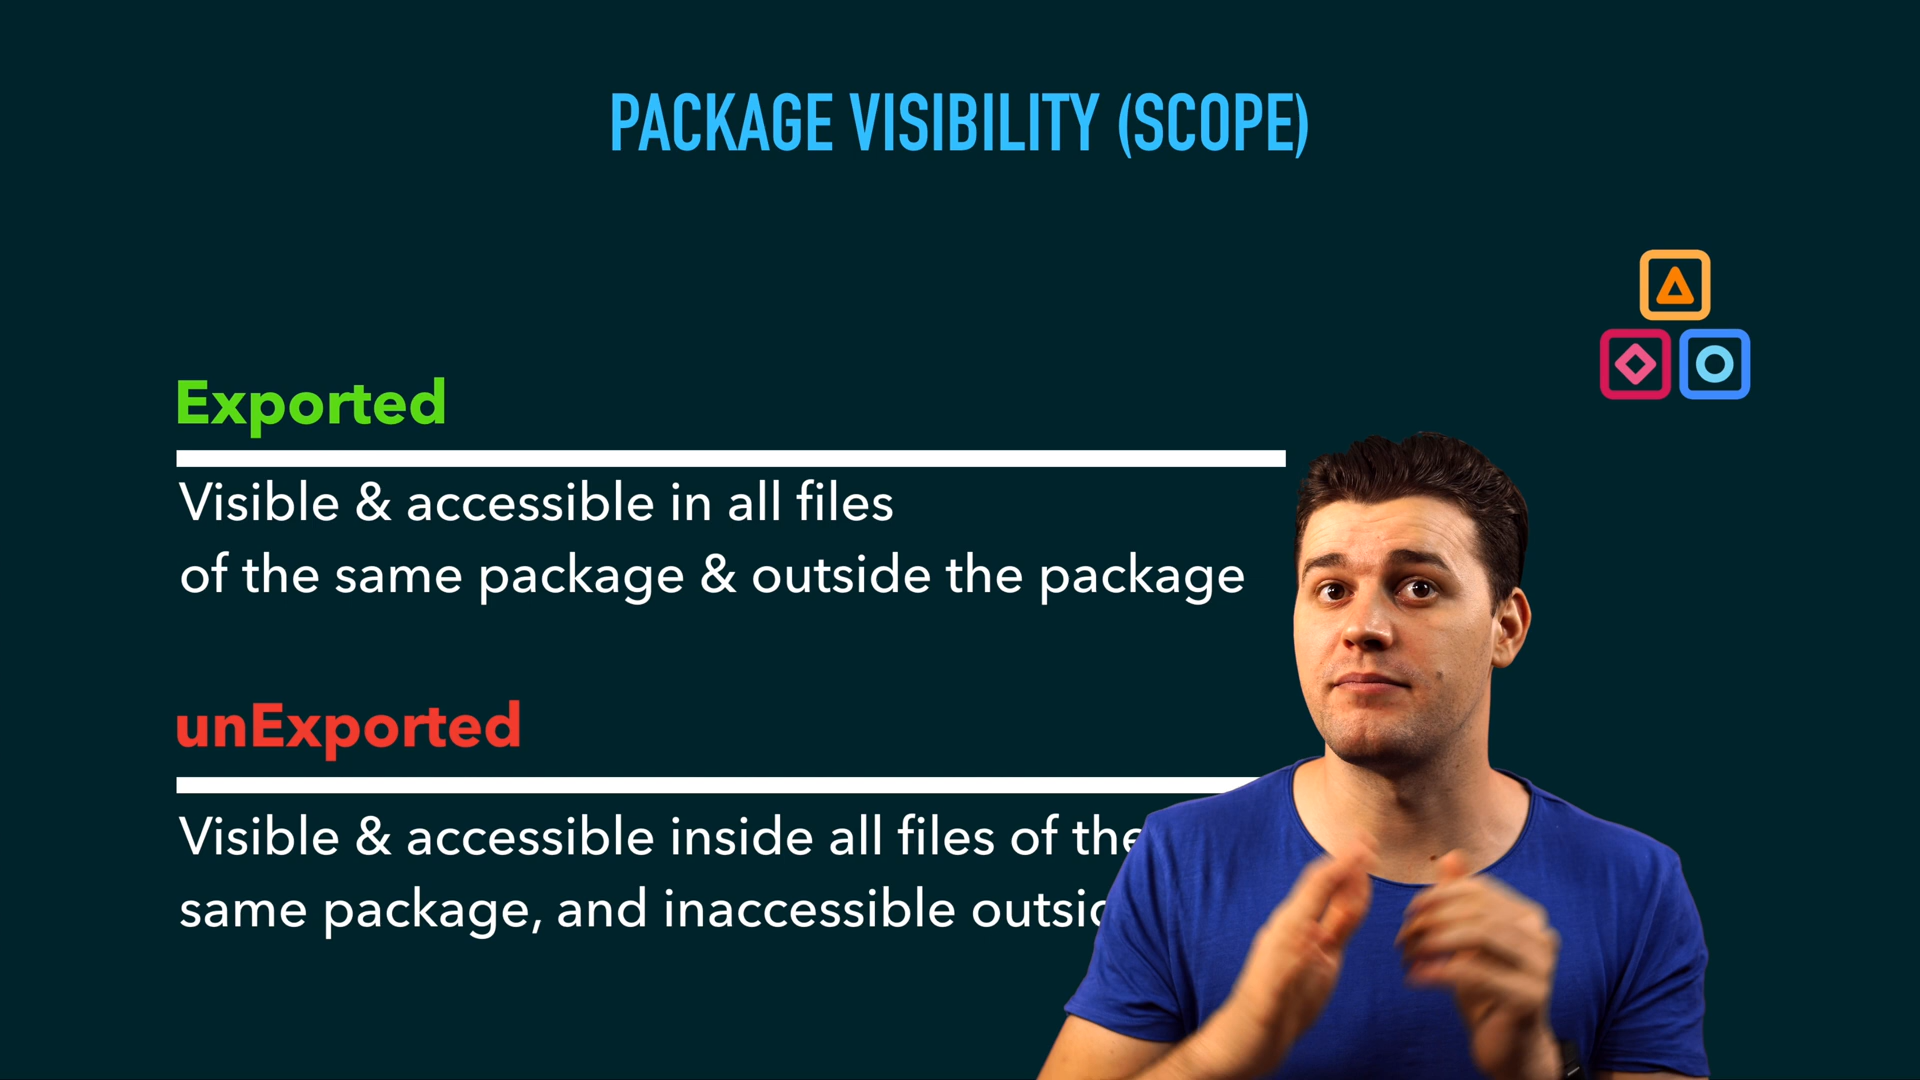 PACKAGE VISIBILITY (SCOPE)
Exported
Visible & accessible in all files
of the same package & outside the package
unExported
Visible & accessible inside all files of the
same package, and inaccessible